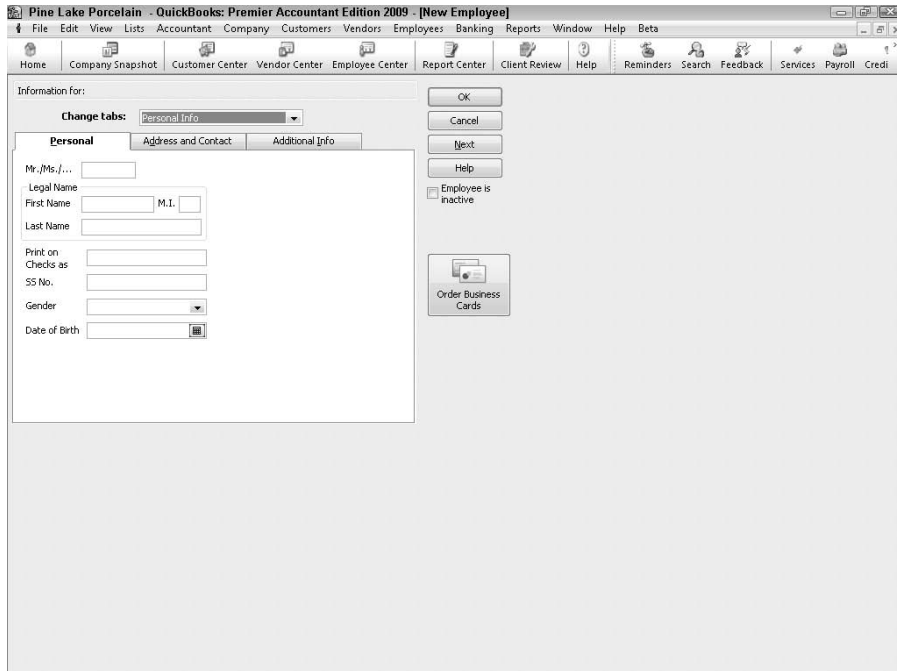 Pine Lake Porcelain - QuickBooks: Premier Accountant Edition 2009 - [New Employee]
File Edit View Lists Accountant Company Customers Vendors Employees Banking Reports Window Help Beta
Home Company Snapshot Customer Center Vendor Center Employee Center Report Center Client Review Help Reminders Search Feedback Services Payroll Credi
Information for:
Change tabs: Personal Info
Personal Address and Contact Additional Info
Mr./Ms./...
Legal Name
First Name M.I.
Last Name
Print on
Checks as
SS No.
Gender
Date of Birth
OK
Cancel
Next
Help
Employee is
inactive
Order Business
Cards